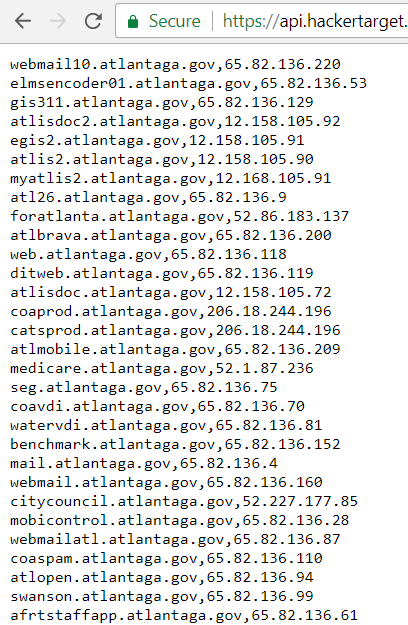 Secure https://api.hackertarget.
webmail10.atlantaga.gov,65.82.136.220
elmsencoder01.atlantaga.gov,65.82.136.53
gis311.atlantaga.gov,65.82.136.129
atlisdoc2.atlantaga.gov,12.158.105.92
egis2.atlantaga.gov,12.158.105.91
atlis2.atlantaga.gov,12.158.105.90
myatlis2.atlantaga.gov,12.168.105.91
atl26.atlantaga.gov,65.82.136.9
foratlanta.atlantaga.gov,52.86.183.137
atlbrava.atlantaga.gov,65.82.136.200
web.atlantaga.gov,65.82.136.118
ditweb.atlantaga.gov,65.82.136.119
atlisdoc.atlantaga.gov,12.158.105.72
coaprod.atlantaga.gov,206.18.244.196
catsprod.atlantaga.gov,206.18.244.196
atlmobile.atlantaga.gov,65.82.136.209
medicare.atlantaga.gov,52.1.87.236
seg.atlantaga.gov,65.82.136.75
coavdi.atlantaga.gov,65.82.136.70
watervdi.atlantaga.gov,65.82.136.81
benchmark.atlantaga.gov,65.82.136.152
mail.atlantaga.gov,65.82.136.4
webmail.atlantaga.gov,65.82.136.160
citycouncil.atlantaga.gov,52.227.177.85
mobicontrol.atlantaga.gov,65.82.136.28
webmailatl.atlantaga.gov,65.82.136.87
coaspam.atlantaga.gov,65.82.136.110
atlopen.atlantaga.gov,65.82.136.94
swanson.atlantaga.gov,65.82.136.99
afrtstaffapp.atlantaga.gov,65.82.136.61